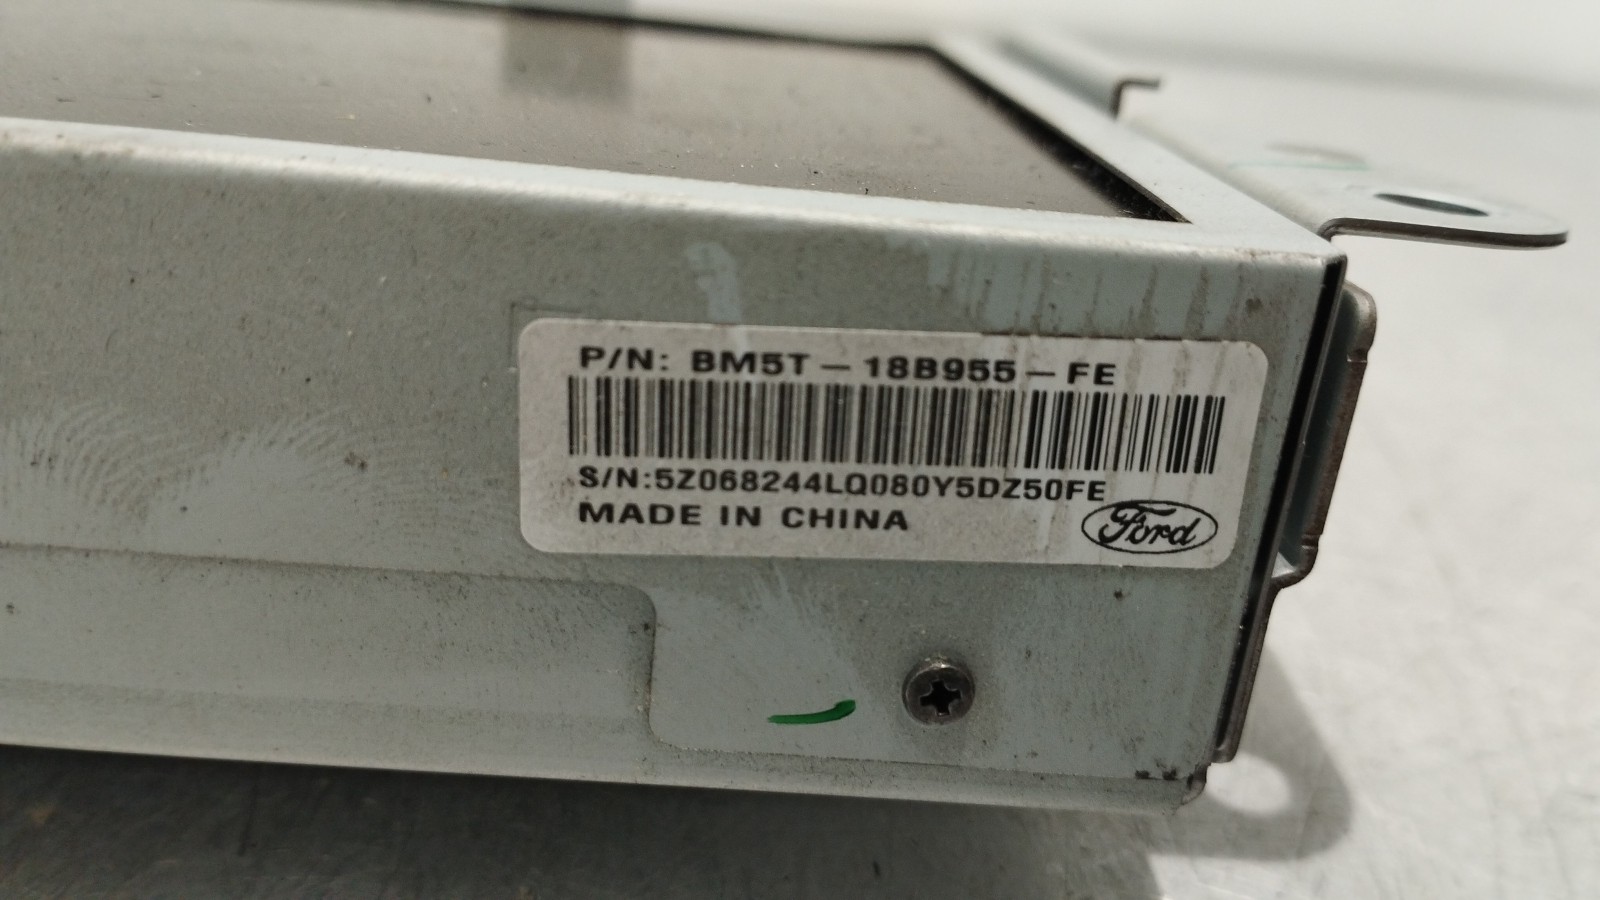 P/N: BM5T-18B955-FE
S/N:5Z068244LQ080Y5DZ50FE
MADE IN CHINA
Ford